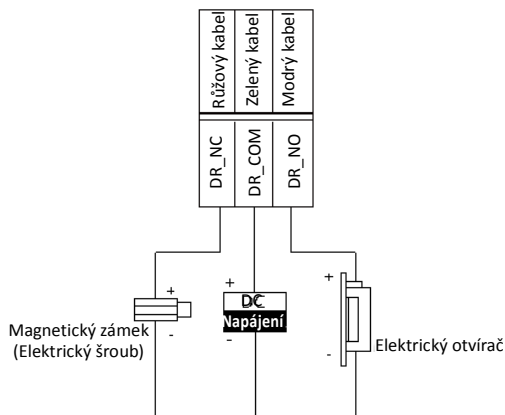 Růžový kabel
Zelený kabel
Modrý kabel
DR_NC
DR_COM
DR_NO
+
-
Magnetický zámek
(Elektrický šroub)
+
DC
Napájení
-
+
-
Elektrický otvírač